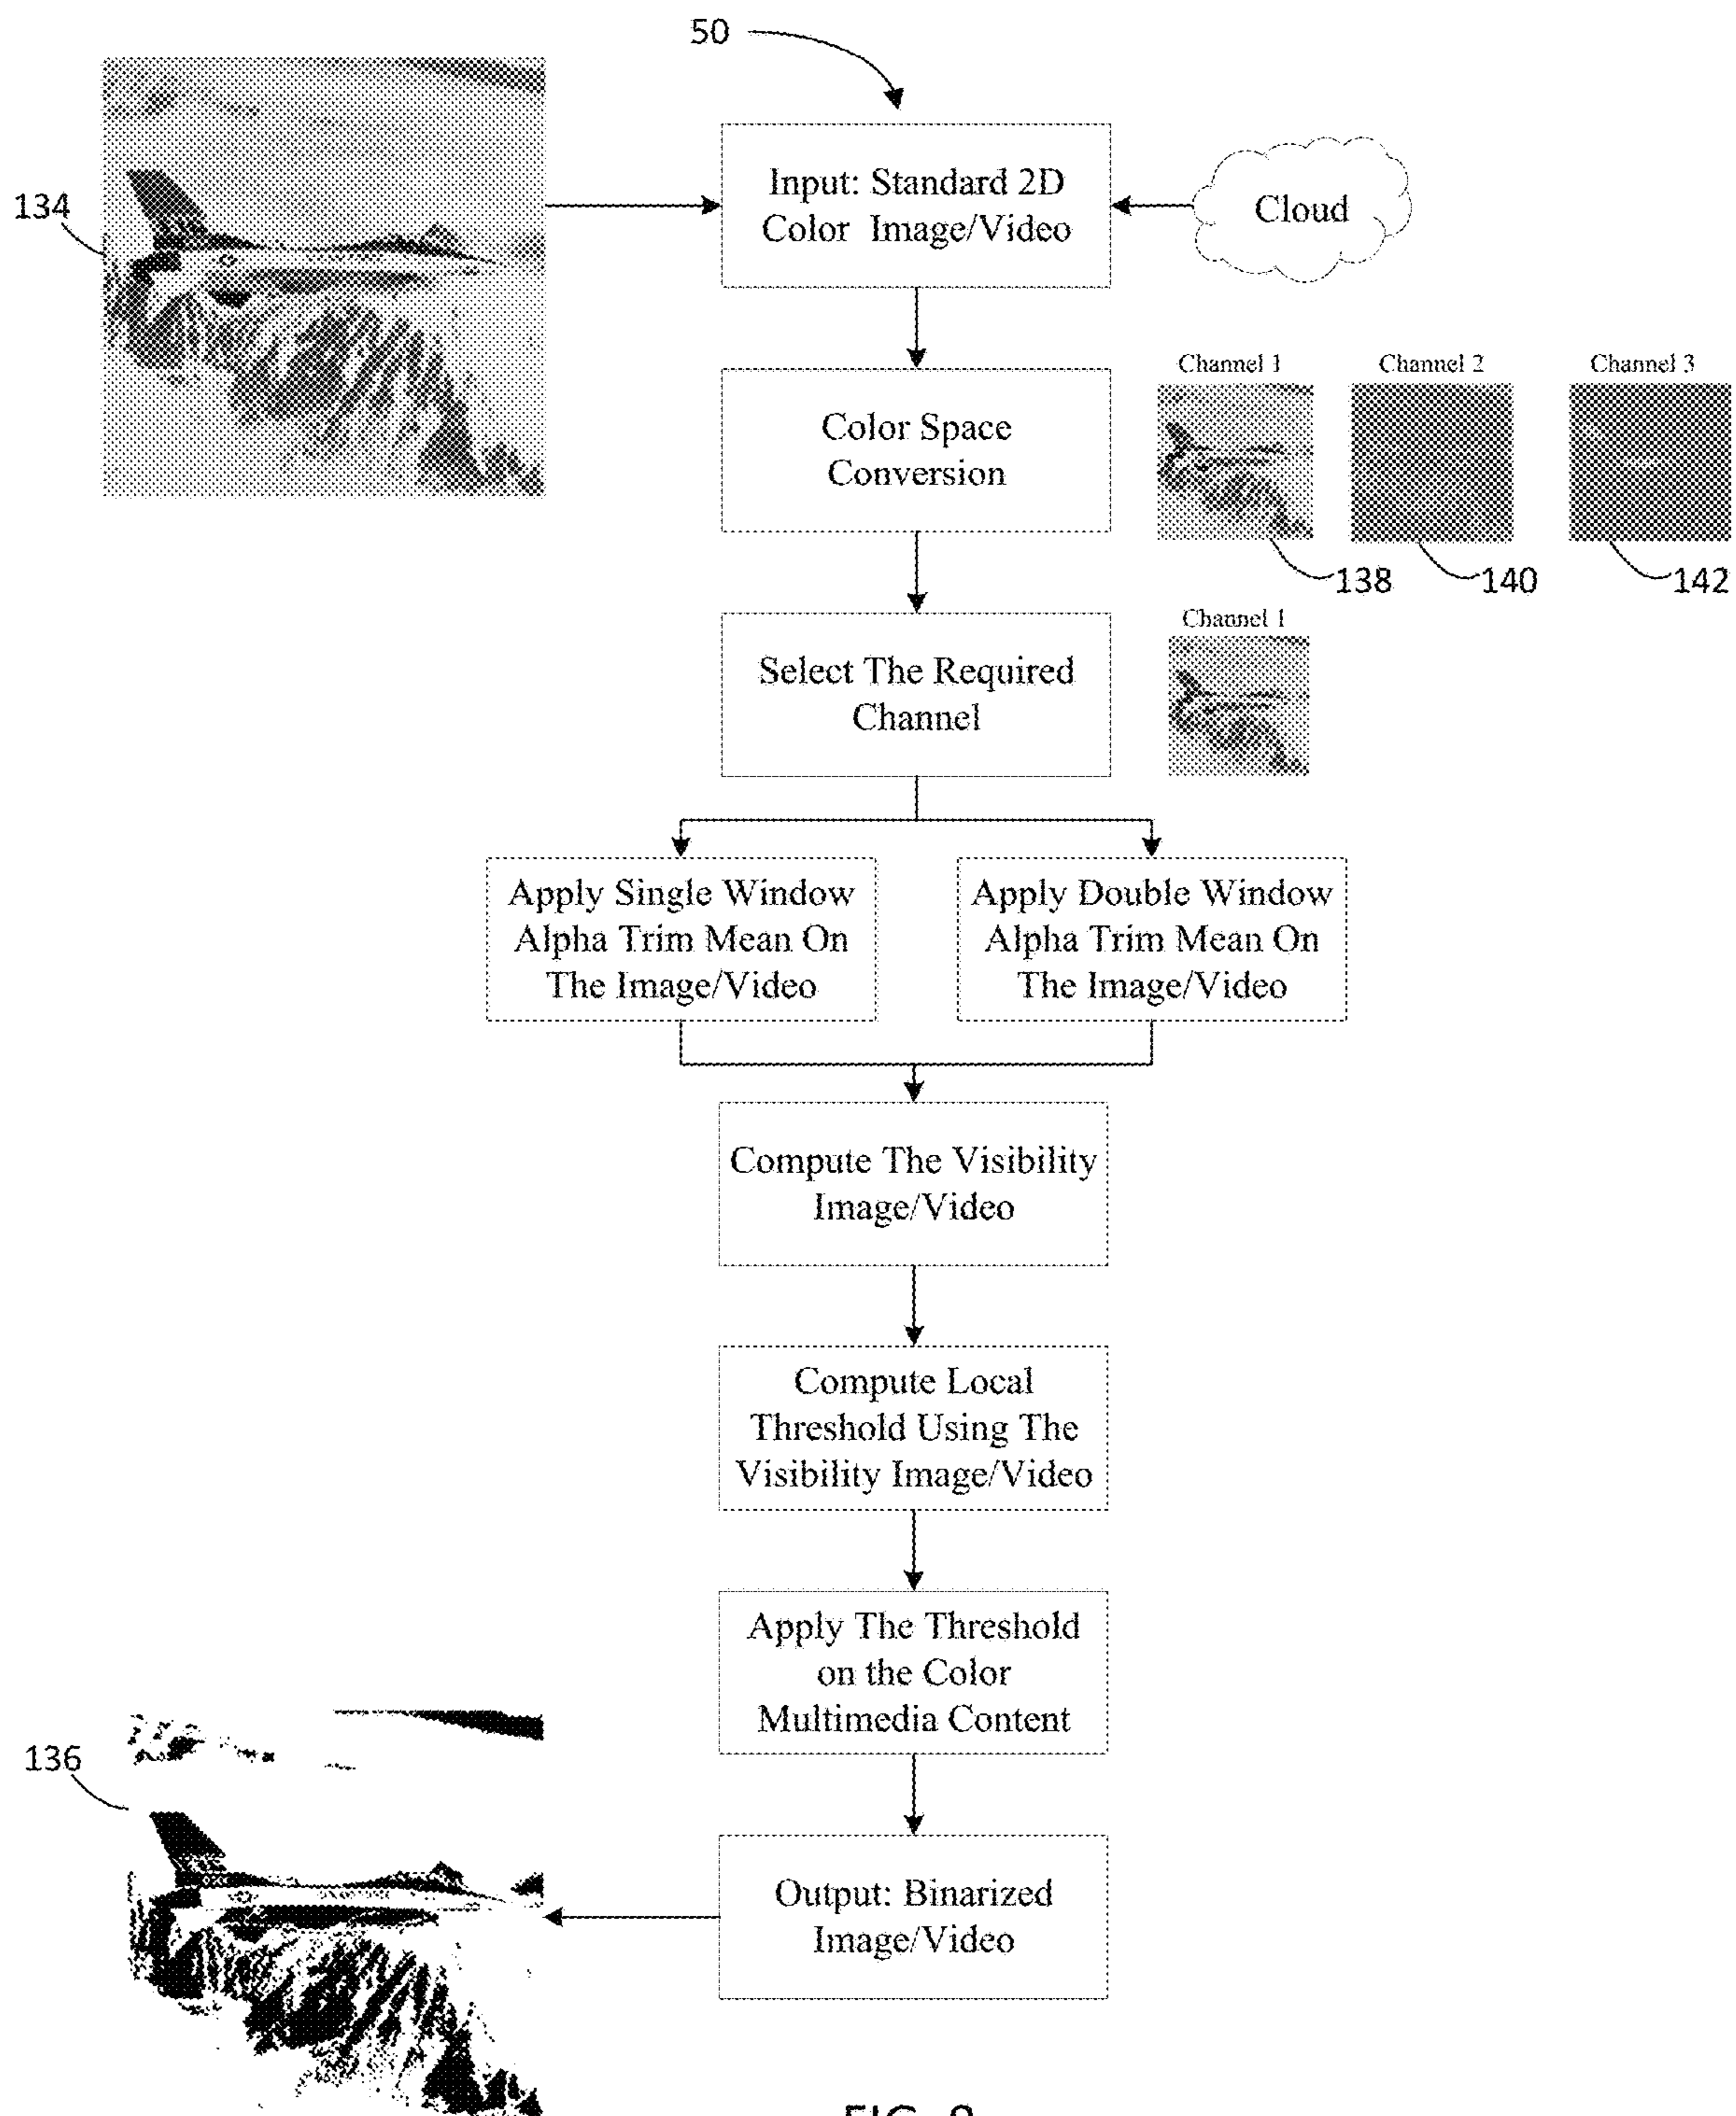 50
134
Input: Standard 2D
Color Image/Video
Cloud
Color Space
Conversion
Channel 1
Channel 2
Channel 3
138
140
142
Select The Required
Channel
Channel 1
Apply Single Window
Alpha Trim Mean On
The Image/Video
Apply Double Window
Alpha Trim Mean On
The Image/Video
Compute The Visibility
Image/Video
Compute Local
Threshold Using The
Visibility Image/Video
Apply The Threshold
on the Color
Multimedia Content
136
Output: Binarized
Image/Video